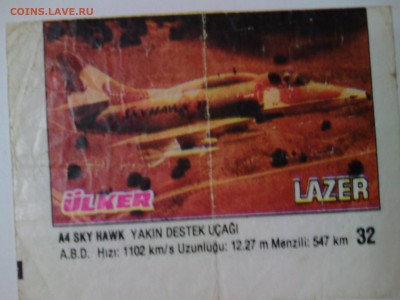 COINS.LAVE.RU
SKYHAWK
ÜLKER
LAZER
A4 SKY HAWK YAKIN DESTEK UÇAĞI
A.B.D. Hızı: 1102 km/s Uzunluğu: 12.27 m Menzili: 547 km 32